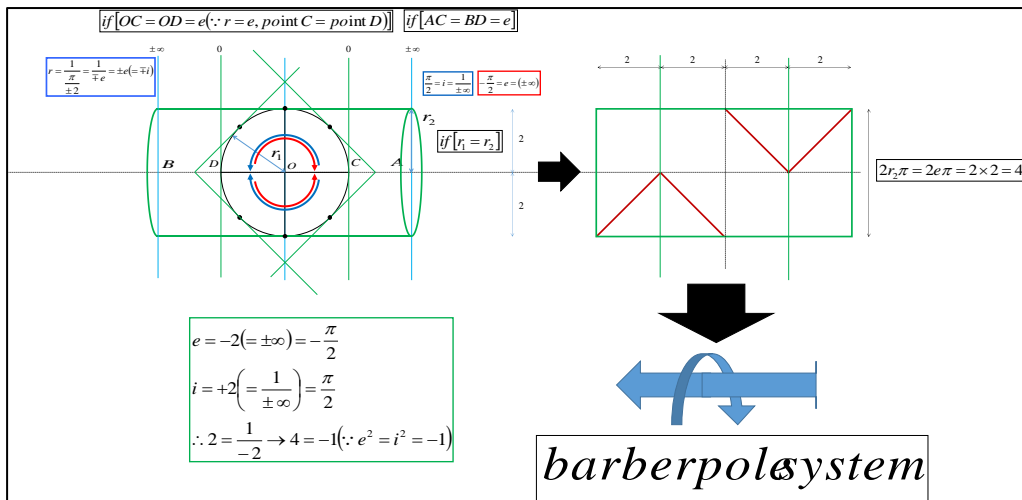 if[OC=OD=e(∵r=e, point C=point D)]
if[AC=BD=e]
±∞
0
0
±∞
2
2
2
2
r=1/(π/±2)=1/∓e=±e(=∓i)
π/2=i=1/±∞
-π/2=e=(±∞)
r₂
if[r₁=r₂]
2
B
D
r₁
O
C
A
2r₂π=2eπ=2×2=4
2
e=-2(=±∞)=-π/2
i=+2(=1/±∞)=π/2
∴2=1/-2→4=-1(∵e²=i²=-1)
barberpole system